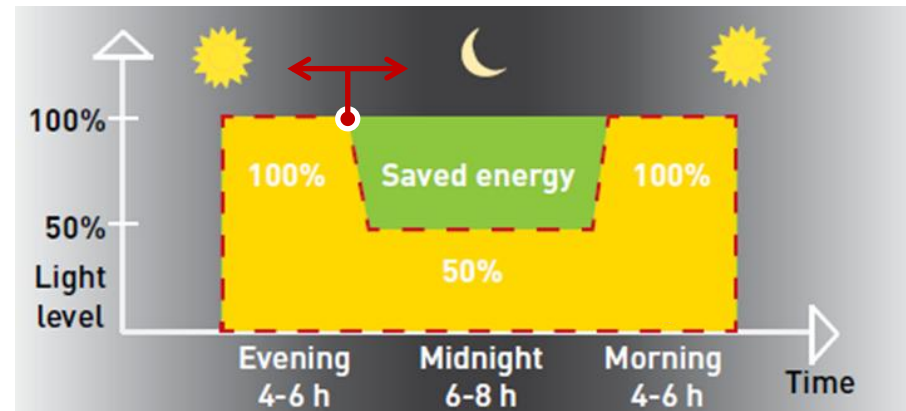 100%
100%
Saved energy
100%
50%
50%
Light
level
Evening
4-6 h
Midnight
6-8 h
Morning
4-6 h
Time